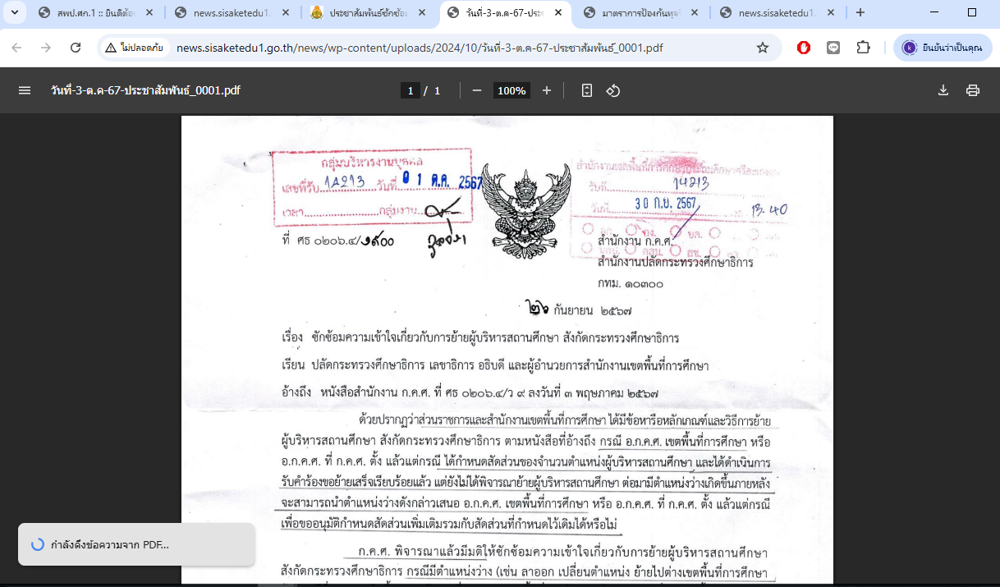 สพป.ศก.1 :: ยินดีต้อ
news.sisaketedu1.
ประชาสัมพันธ์ซักซ้อ
วันที่-3-ต.ค-67-ประ
มาตราการป้องกันทุจ
news.sisaketedu1.
ไม่ปลอดภัย
news.sisaketedu1.go.th/news/wp-content/uploads/2024/10/วันที่-3-ต.ค-67-ประชาสัมพันธ์_0001.pdf
k ยืนยันว่าเป็นคุณ
วันที่-3-ต.ค-67-ประชาสัมพันธ์_0001.pdf
1 / 1
100%
กลุ่มบริหารงานบุคคล
เลขที่รับ 14213 วันที่ 0 1 ต.ค. 2567
เวลา กลุ่มงาน
รับที่ 14213
วันที่ 30 ก.ย. 2567 13.40
ที่ ศธ ๐๒๐๖.๔/
สำนักงาน ก.ค.ศ.
สำนักงานปลัดกระทรวงศึกษาธิการ
กทม. ๑๐๓๐๐
๒๖ กันยายน ๒๕๖๗
เรื่อง ซักซ้อมความเข้าใจเกี่ยวกับการย้ายผู้บริหารสถานศึกษา สังกัดกระทรวงศึกษาธิการ
เรียน ปลัดกระทรวงศึกษาธิการ เลขาธิการ อธิบดี และผู้อำนวยการสำนักงานเขตพื้นที่การศึกษา
อ้างถึง หนังสือสำนักงาน ก.ค.ศ. ที่ ศธ ๐๒๐๖.๔/ว ๙ ลงวันที่ ๓ พฤษภาคม ๒๕๖๗
ด้วยปรากฏว่าส่วนราชการและสำนักงานเขตพื้นที่การศึกษา ได้มีข้อหารือหลักเกณฑ์และวิธีการย้าย
ผู้บริหารสถานศึกษา สังกัดกระทรวงศึกษาธิการ ตามหนังสือที่อ้างถึง กรณี อ.ก.ค.ศ. เขตพื้นที่การศึกษา หรือ
อ.ก.ค.ศ. ที่ ก.ค.ศ. ตั้ง แล้วแต่กรณี ได้กำหนดสัดส่วนของจำนวนตำแหน่งผู้บริหารสถานศึกษา และได้ดำเนินการ
รับคำร้องขอย้ายเสร็จเรียบร้อยแล้ว แต่ยังไม่ได้พิจารณาย้ายผู้บริหารสถานศึกษา ต่อมามีตำแหน่งว่างเกิดขึ้นภายหลัง
จะสามารถนำตำแหน่งว่างดังกล่าวเสนอ อ.ก.ค.ศ. เขตพื้นที่การศึกษา หรือ อ.ก.ค.ศ. ที่ ก.ค.ศ. ตั้ง แล้วแต่กรณี
เพื่อขออนุมัติกำหนดสัดส่วนเพิ่มเติมรวมกับสัดส่วนที่กำหนดไว้เดิมได้หรือไม่
ก.ค.ศ. พิจารณาแล้วมีมติให้ซักซ้อมความเข้าใจเกี่ยวกับการย้ายผู้บริหารสถานศึกษา
สังกัดกระทรวงศึกษาธิการ กรณีมีตำแหน่งว่าง (เช่น ลาออก เปลี่ยนตำแหน่ง ย้ายไปต่างเขตพื้นที่การศึกษา
กำลังดึงข้อความจาก PDF...